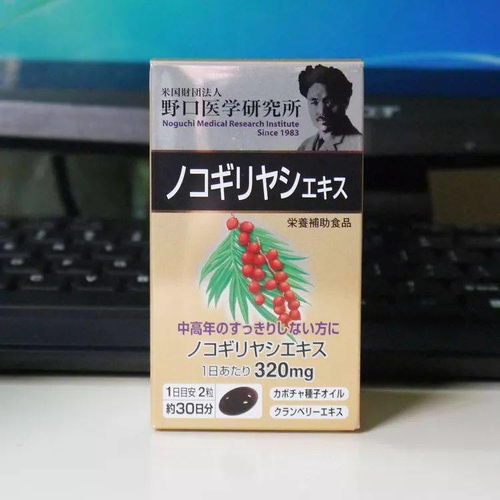 米国財団法人
野口医学研究所
Noguchi Medical Research Institute
Since 1983
ノコギリヤシエキス
栄養補助食品
中高年のすっきりしない方に
ノコギリヤシエキス
1日あたり 320mg
1日目安 2粒
約30日分
カボチャ種子オイル
クランベリーエキス